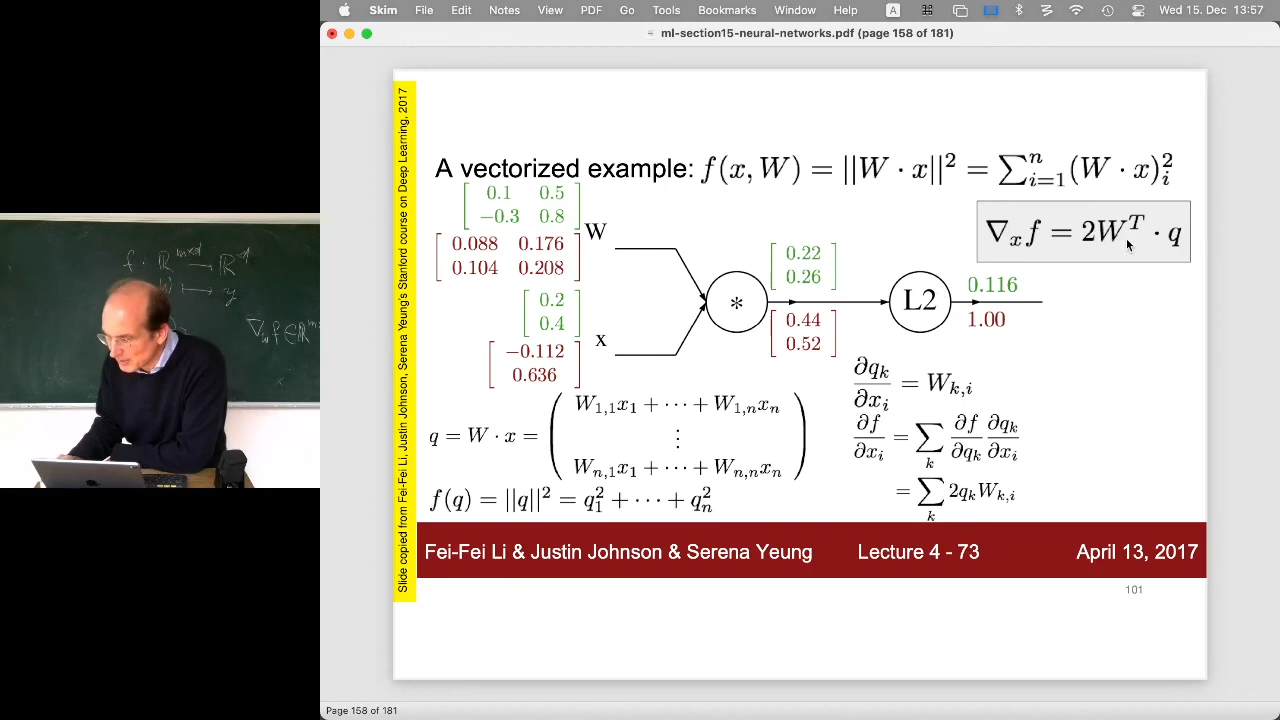 Skim File Edit Notes View PDF Go Tools Bookmarks Window Help A Wed 15. Dec 13:57
ml-section15-neural-networks.pdf (page 158 of 181)
Slide copied from Fei-Fei Li, Justin Johnson, Serena Yeung's Stanford course on Deep Learning, 2017
A vectorized example: f(x, W) = ||W · x||² = ∑ⁿᵢ₌₁(W · x)²ᵢ
∇ₓf = 2Wᵀ · q
[ 0.1 0.5
−0.3 0.8 ]
W
[ 0.088 0.176
0.104 0.208 ]
[ 0.2
0.4 ]
x
[ −0.112
0.636 ]
*
[ 0.22
0.26 ]
[ 0.44
0.52 ]
L2
0.116
1.00
∂qₖ/∂xᵢ = Wₖ,ᵢ
∂f/∂xᵢ = ∑ₖ ∂f/∂qₖ ∂qₖ/∂xᵢ
= ∑ₖ 2qₖWₖ,ᵢ
q = W · x = ( W₁,₁x₁ + ··· + W₁,ₙxₙ
⋮
Wₙ,₁x₁ + ··· + Wₙ,ₙxₙ )
f(q) = ||q||² = q₁² + ··· + qₙ²
Fei-Fei Li & Justin Johnson & Serena Yeung Lecture 4 - 73 April 13, 2017
101
Page 158 of 181